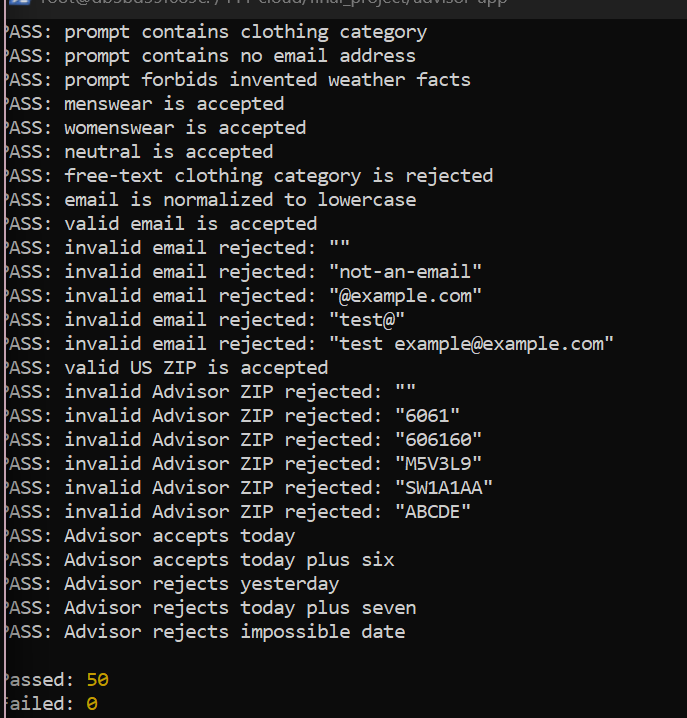 PASS: prompt contains clothing category
PASS: prompt contains no email address
PASS: prompt forbids invented weather facts
PASS: menswear is accepted
PASS: womenswear is accepted
PASS: neutral is accepted
PASS: free-text clothing category is rejected
PASS: email is normalized to lowercase
PASS: valid email is accepted
PASS: invalid email rejected: ""
PASS: invalid email rejected: "not-an-email"
PASS: invalid email rejected: "@example.com"
PASS: invalid email rejected: "test@"
PASS: invalid email rejected: "test example@example.com"
PASS: valid US ZIP is accepted
PASS: invalid Advisor ZIP rejected: ""
PASS: invalid Advisor ZIP rejected: "6061"
PASS: invalid Advisor ZIP rejected: "606160"
PASS: invalid Advisor ZIP rejected: "M5V3L9"
PASS: invalid Advisor ZIP rejected: "SW1A1AA"
PASS: invalid Advisor ZIP rejected: "ABCDE"
PASS: Advisor accepts today
PASS: Advisor accepts today plus six
PASS: Advisor rejects yesterday
PASS: Advisor rejects today plus seven
PASS: Advisor rejects impossible date
Passed: 50
Failed: 0